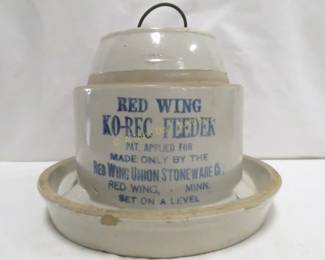 RED WING
KO-REC-FEEDER
PAT. APPLIED FOR
MADE ONLY BY THE
RED WING UNION STONEWARE CO.
RED WING, MINN.
SET ON A LEVEL